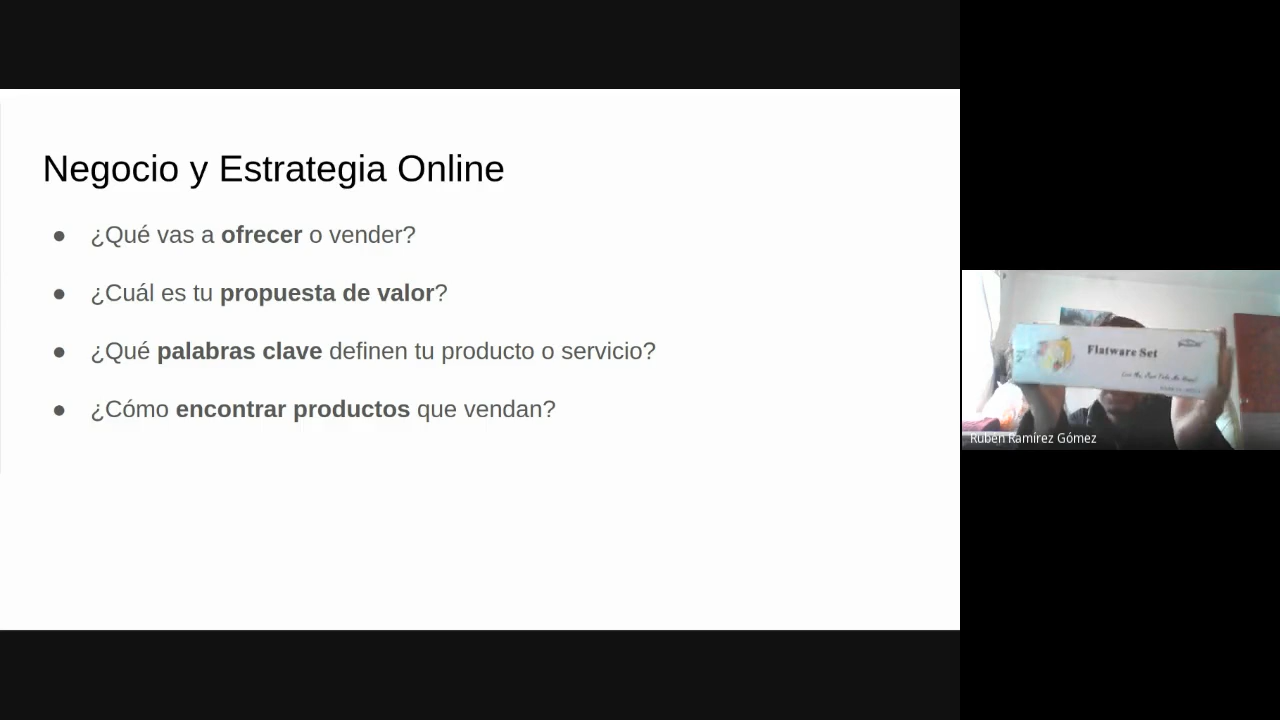 Negocio y Estrategia Online
● ¿Qué vas a ofrecer o vender?
● ¿Cuál es tu propuesta de valor?
● ¿Qué palabras clave definen tu producto o servicio?
● ¿Cómo encontrar productos que vendan?
Flatware Set
Rubén Ramírez Gómez